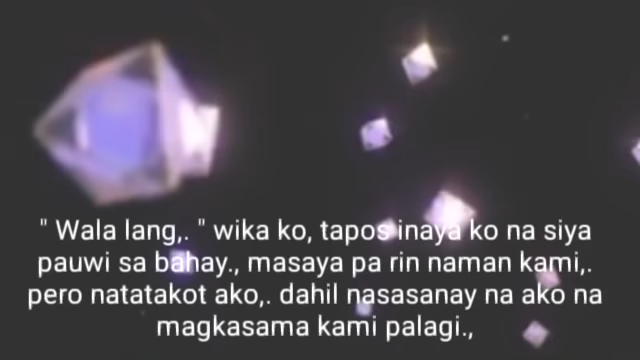 " Wala lang,. " wika ko, tapos inaya ko na siya
pauwi sa bahay., masaya pa rin naman kami,.
pero natatakot ako,. dahil nasasanay na ako na
magkasama kami palagi.,